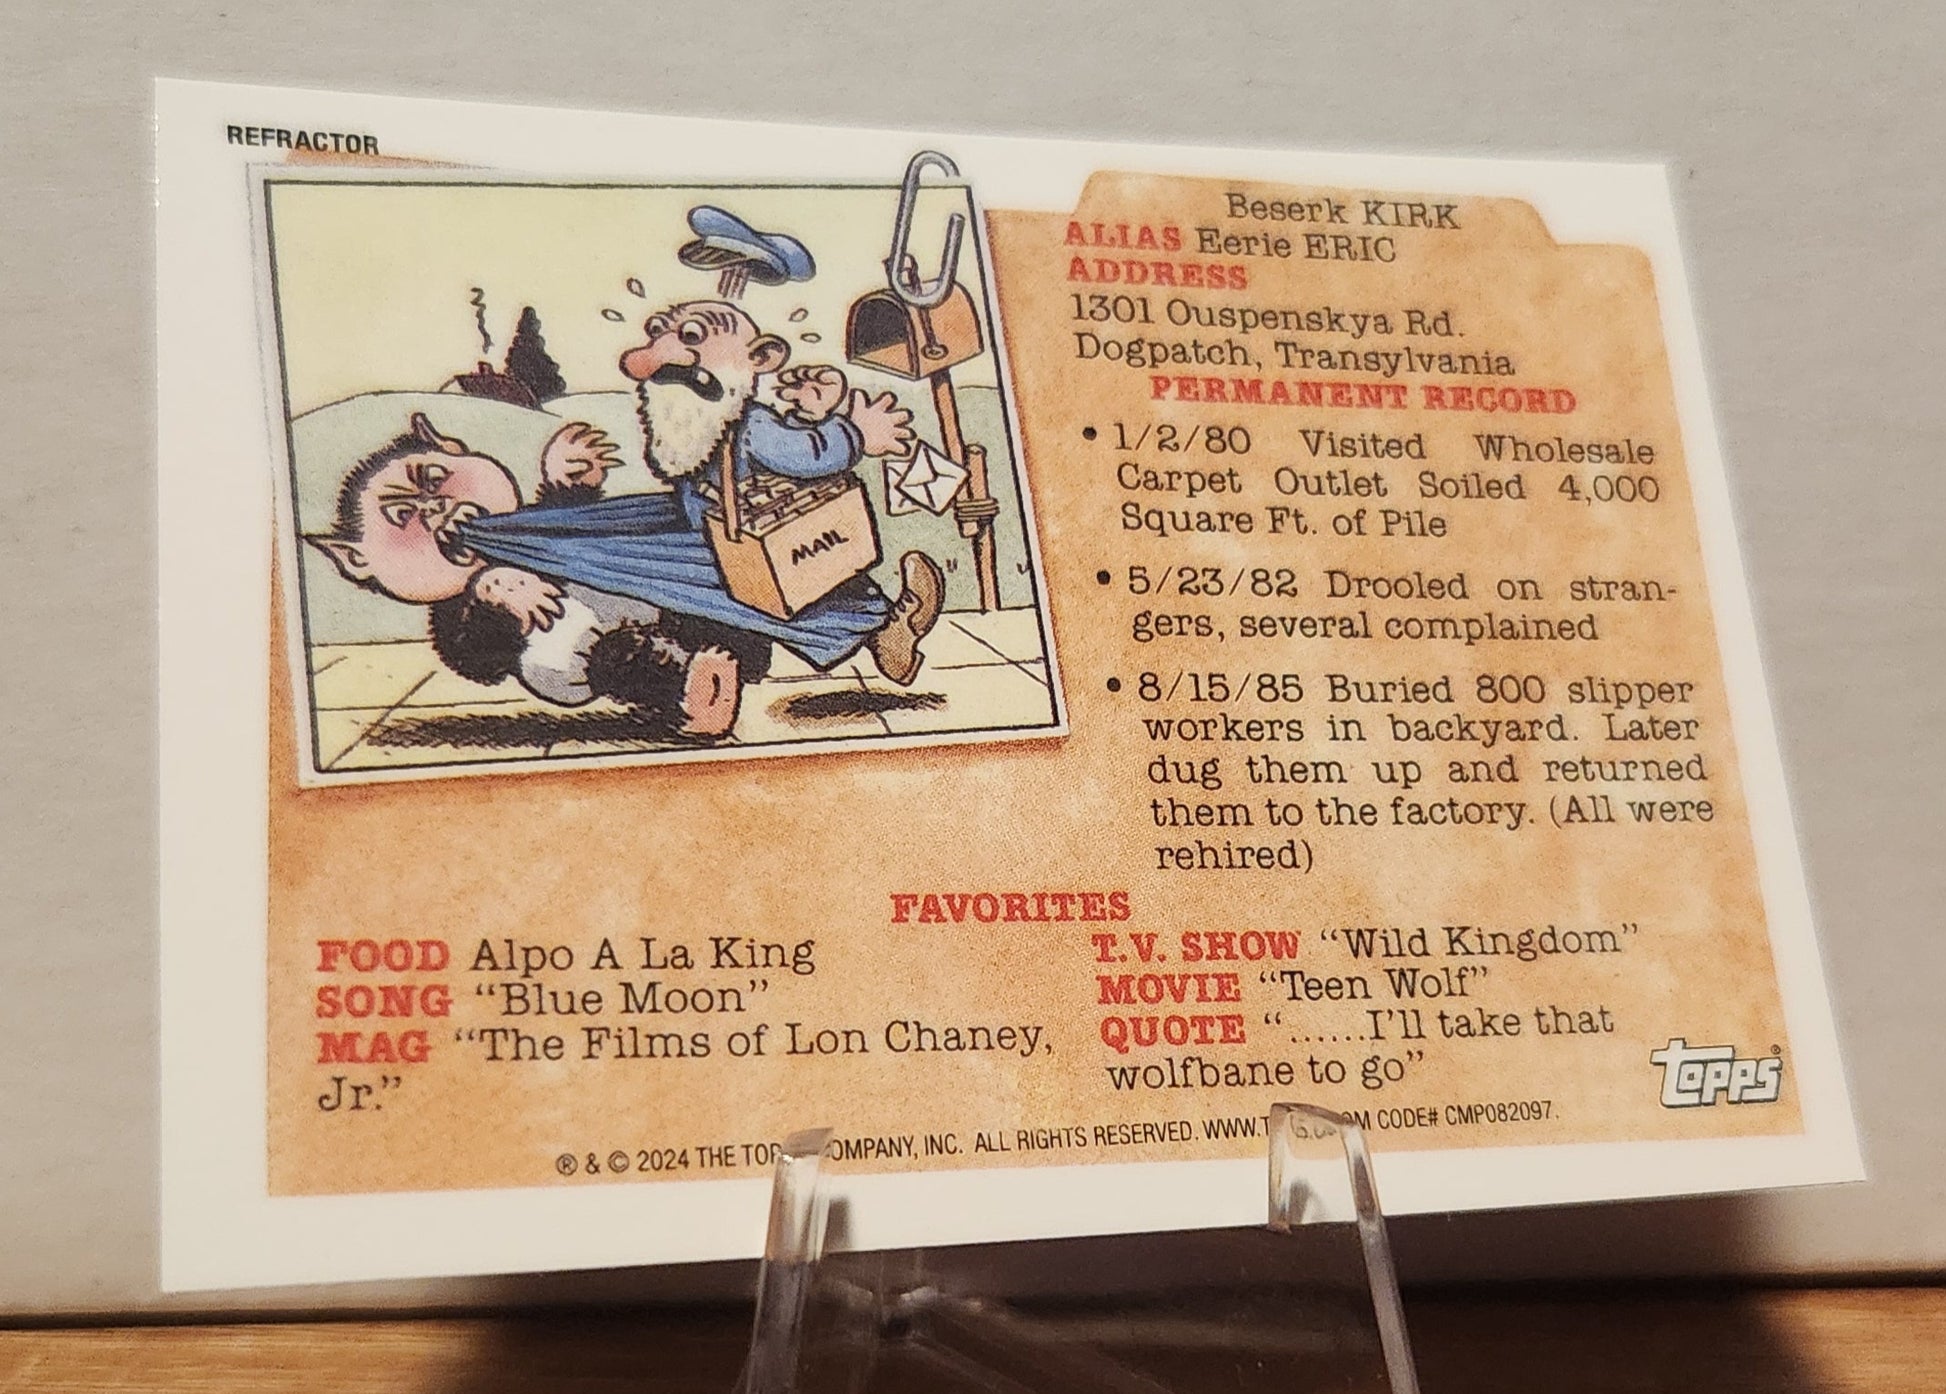 REFRACTOR
MAIL
Beserk KIRK
ALIAS Eerie ERIC
ADDRESS
1301 Ouspenskya Rd.
Dogpatch, Transylvania
PERMANENT RECORD
• 1/2/80 Visited Wholesale
Carpet Outlet Soiled 4,000
Square Ft. of Pile
• 5/23/82 Drooled on stran-
gers, several complained
• 8/15/85 Buried 800 slipper
workers in backyard. Later
dug them up and returned
them to the factory. (All were
rehired)
FAVORITES
FOOD Alpo A La King
SONG "Blue Moon"
MAG "The Films of Lon Chaney,
Jr."
T.V. SHOW "Wild Kingdom"
MOVIE "Teen Wolf"
QUOTE "......I'll take that
wolfbane to go"
topps®
® & © 2024 THE COMPANY, INC. ALL RIGHTS RESERVED. CODE# CMP082097.